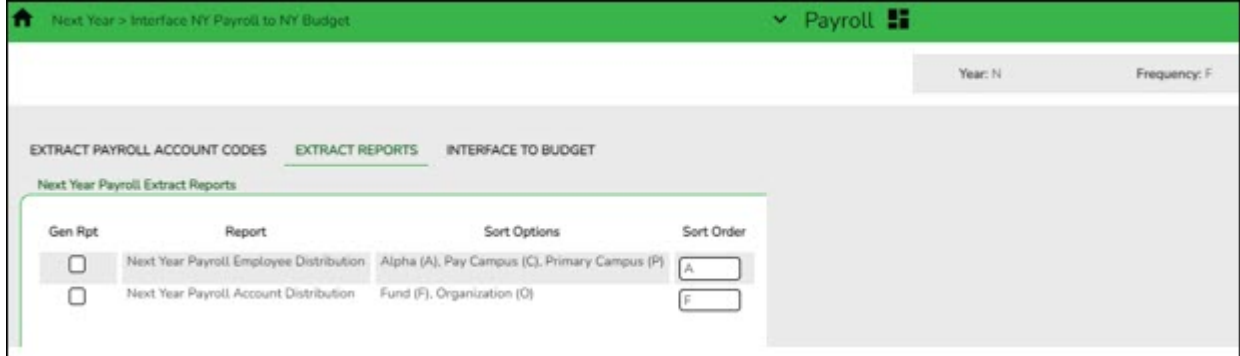 Next Year > Interface NY Payroll to NY Budget
Payroll
Year: N Frequency: F
EXTRACT PAYROLL ACCOUNT CODES EXTRACT REPORTS INTERFACE TO BUDGET
Next Year Payroll Extract Reports
Gen Rpt Report Sort Options Sort Order
Next Year Payroll Employee Distribution Alpha (A), Pay Campus (C), Primary Campus (P) A
Next Year Payroll Account Distribution Fund (F), Organization (O) F